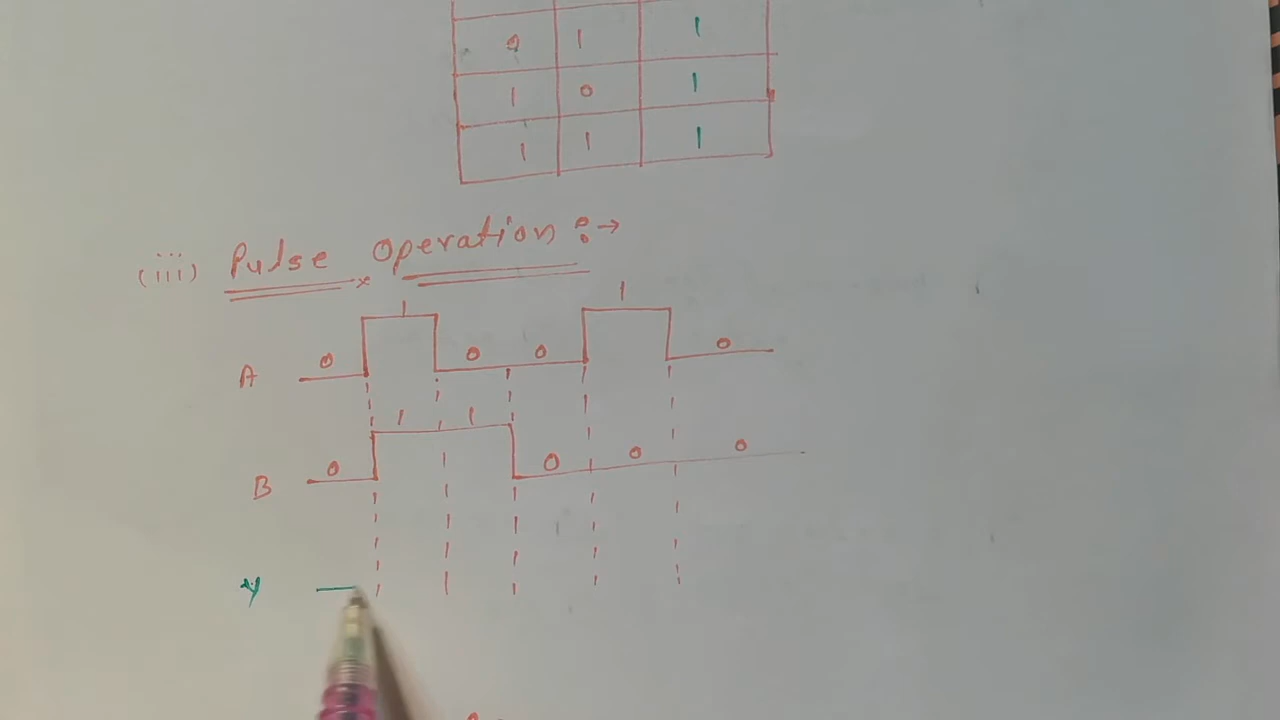 0 1 1
1 0 1
1 1 1
(iii) Pulse Operation :→
A 0 1 0 0 1 0
B 0 1 1 0 0 0
Y